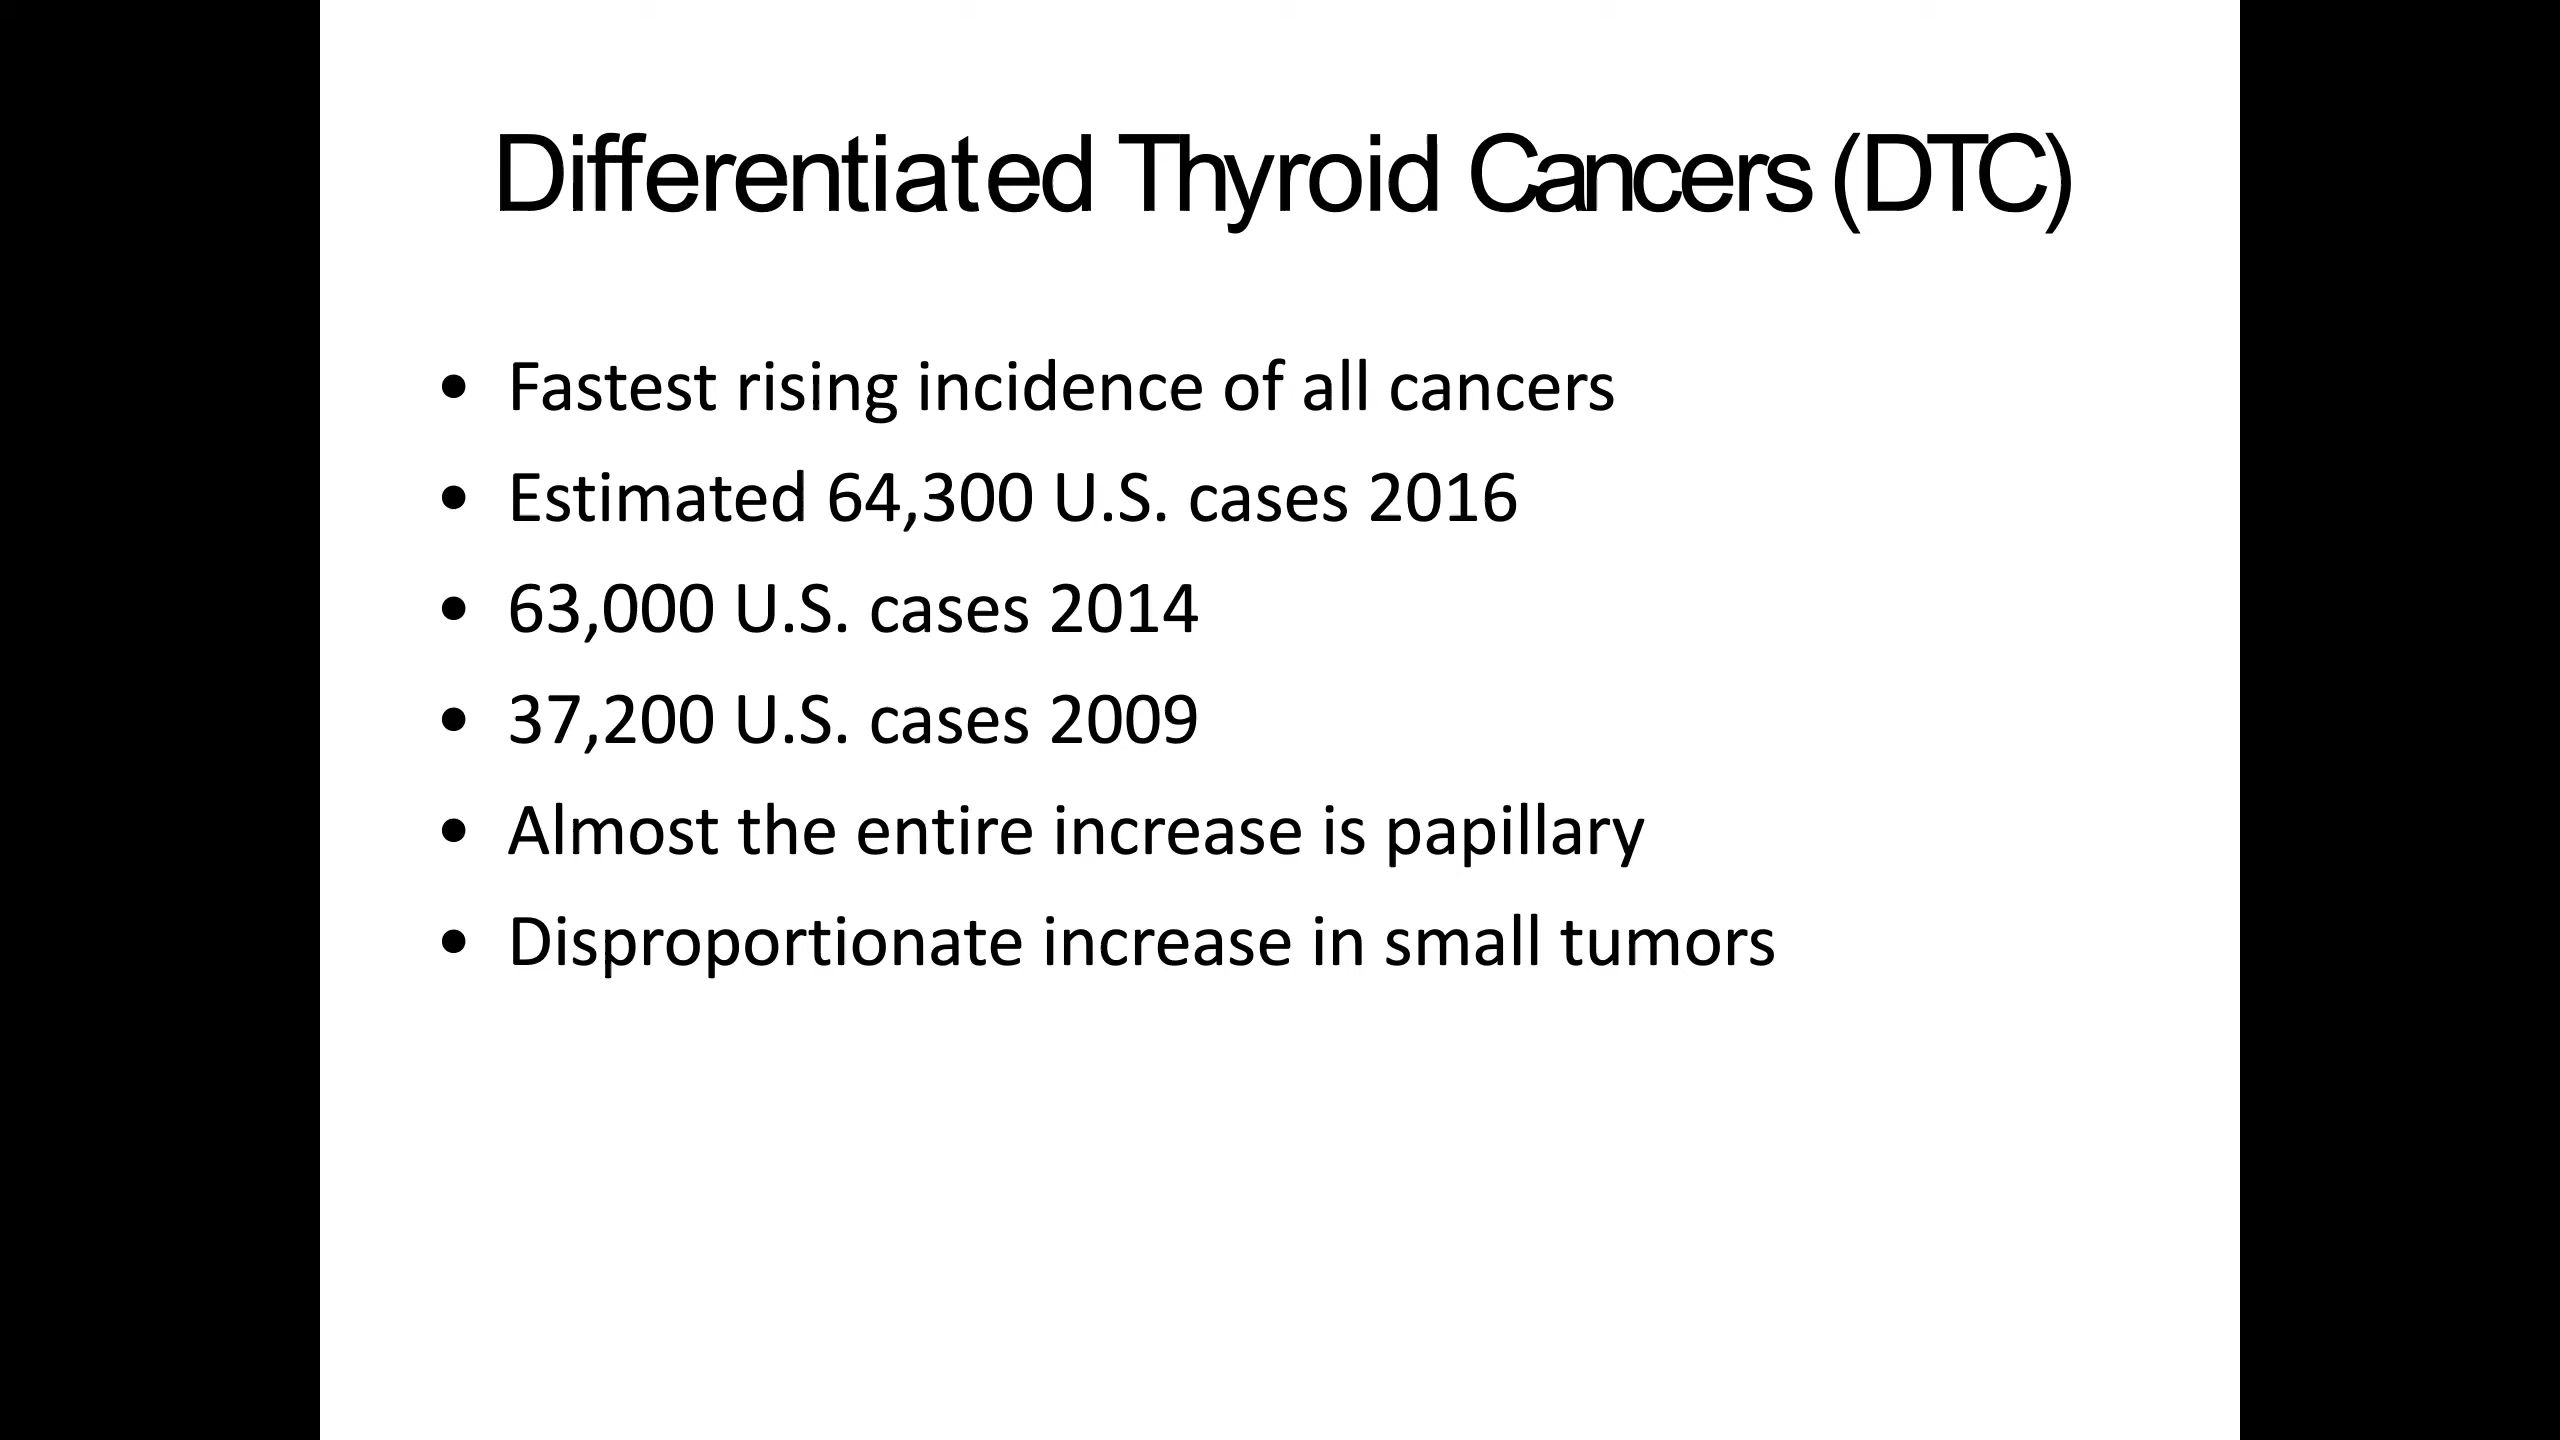 Differentiated Thyroid Cancers (DTC)
• Fastest rising incidence of all cancers
• Estimated 64,300 U.S. cases 2016
• 63,000 U.S. cases 2014
• 37,200 U.S. cases 2009
• Almost the entire increase is papillary
• Disproportionate increase in small tumors